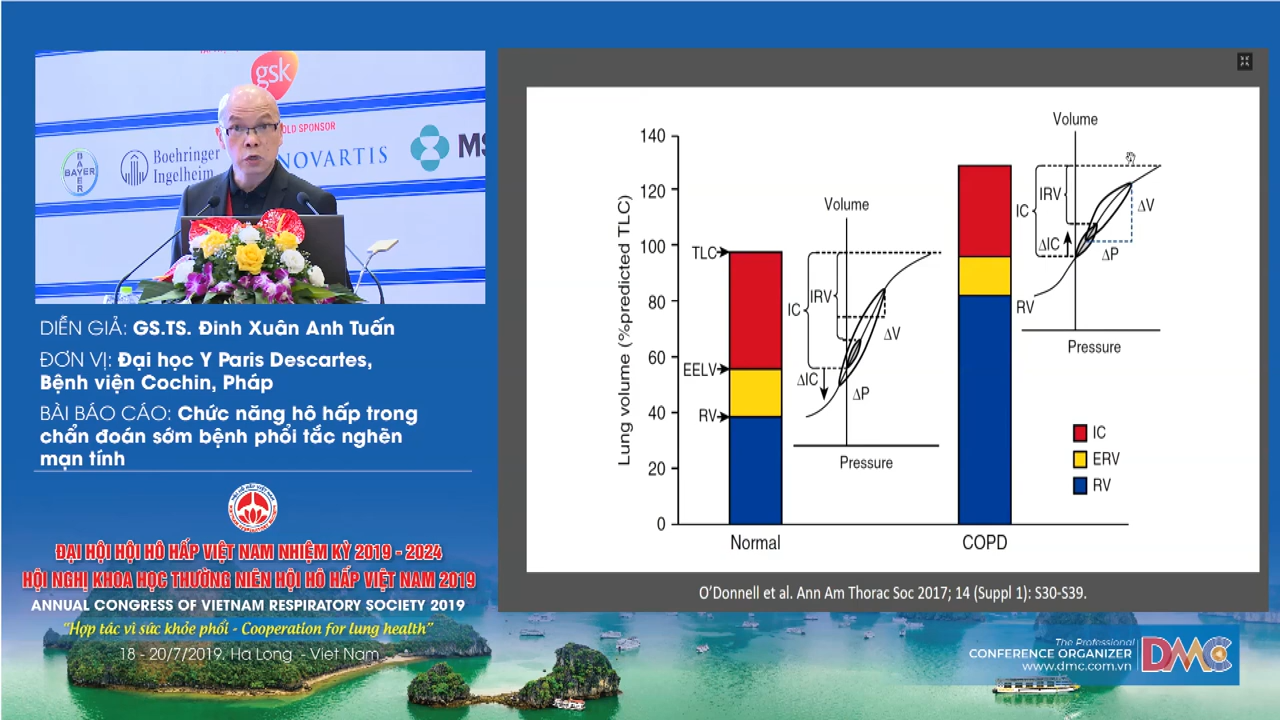 gsk
OLD SPONSOR
BAYER
BAYER
Boehringer
Ingelheim
NOVARTIS
MS
DIỄN GIẢ: GS.TS. Đinh Xuân Anh Tuấn
ĐƠN VỊ: Đại học Y Paris Descartes,
Bệnh viện Cochin, Pháp
BÀI BÁO CÁO: Chức năng hô hấp trong
chẩn đoán sớm bệnh phổi tắc nghẽn
mạn tính
ĐẠI HỘI HỘI HÔ HẤP VIỆT NAM NHIỆM KỲ 2019 - 2024
HỘI NGHỊ KHOA HỌC THƯỜNG NIÊN HỘI HÔ HẤP VIỆT NAM 2019
ANNUAL CONGRESS OF VIETNAM RESPIRATORY SOCIETY 2019
“Hợp tác vì sức khỏe phổi - Cooperation for lung health”
18 - 20/7/2019. Ha Long - Viet Nam
Lung volume (%predicted TLC)
140
120
100
80
60
40
20
0
TLC
EELV
RV
Normal
Volume
IC
IRV
ΔIC
ΔV
ΔP
Pressure
COPD
Volume
IC
IRV
ΔIC
ΔV
ΔP
RV
Pressure
IC
ERV
RV
O’Donnell et al. Ann Am Thorac Soc 2017; 14 (Suppl 1): S30-S39.
The Professional
CONFERENCE ORGANIZER
www.dmc.com.vn
DMC